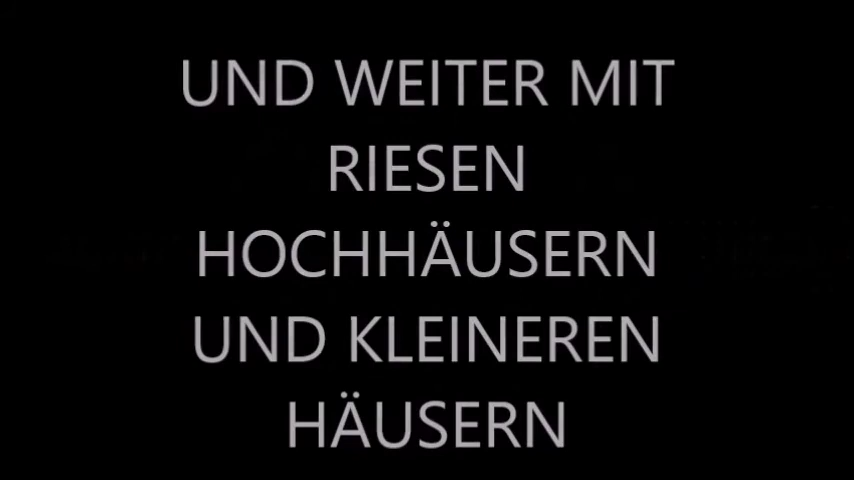 UND WEITER MIT
RIESEN
HOCHHÄUSERN
UND KLEINEREN
HÄUSERN